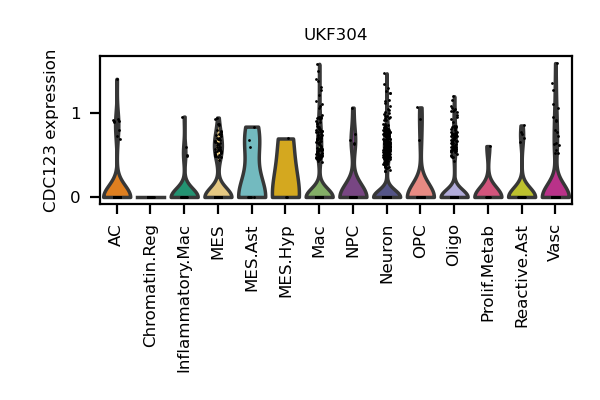 UKF304
CDC123 expression
1
0
AC
Chromatin.Reg
Inflammatory.Mac
MES
MES.Ast
MES.Hyp
Mac
NPC
Neuron
OPC
Oligo
Prolif.Metab
Reactive.Ast
Vasc